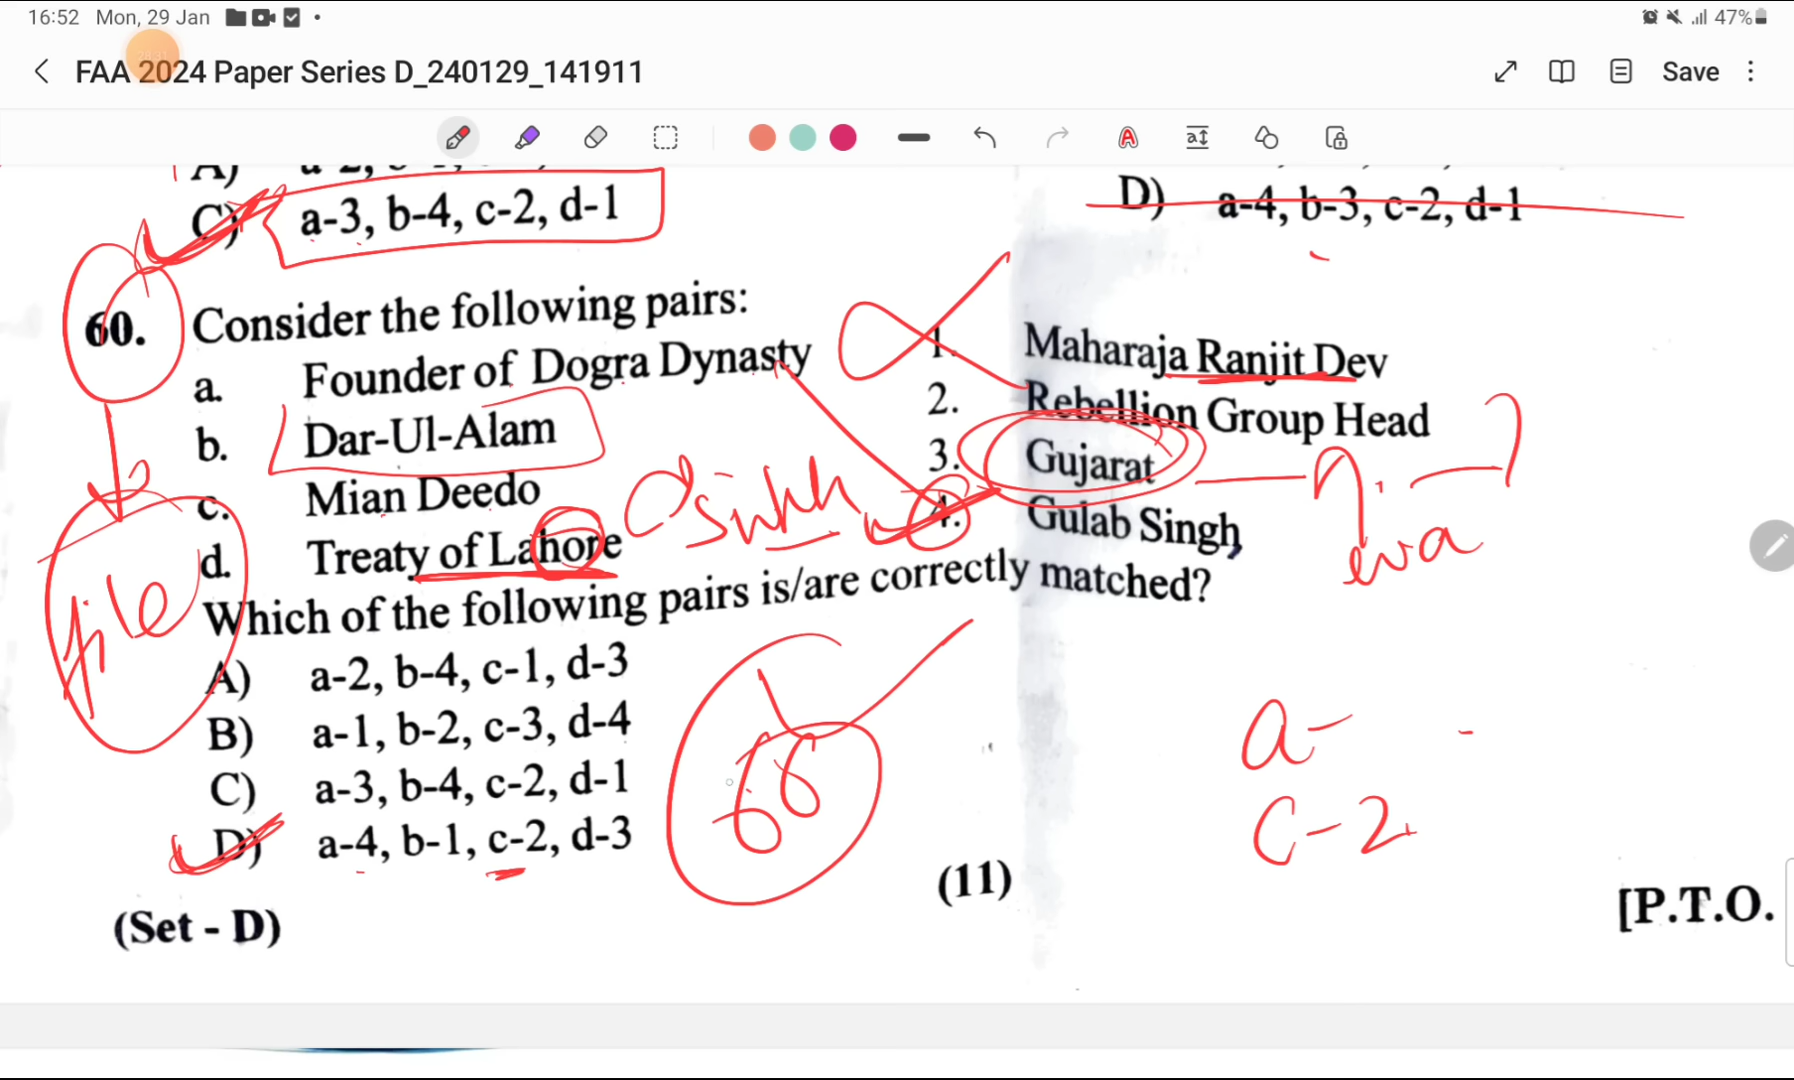 16:52 Mon, 29 Jan
47%
FAA 2024 Paper Series D_240129_141911
Save
C) a-3, b-4, c-2, d-1
D) a-4, b-3, c-2, d-1
60. Consider the following pairs:
a. Founder of Dogra Dynasty 1. Maharaja Ranjit Dev
b. Dar-Ul-Alam 2. Rebellion Group Head
c. Mian Deedo 3. Gujarat
d. Treaty of Lahore 4. Gulab Singh
Sikh
era
file
Which of the following pairs is/are correctly matched?
A) a-2, b-4, c-1, d-3
B) a-1, b-2, c-3, d-4
C) a-3, b-4, c-2, d-1
D) a-4, b-1, c-2, d-3
a-
C-2
(Set - D)
(11)
[P.T.O.